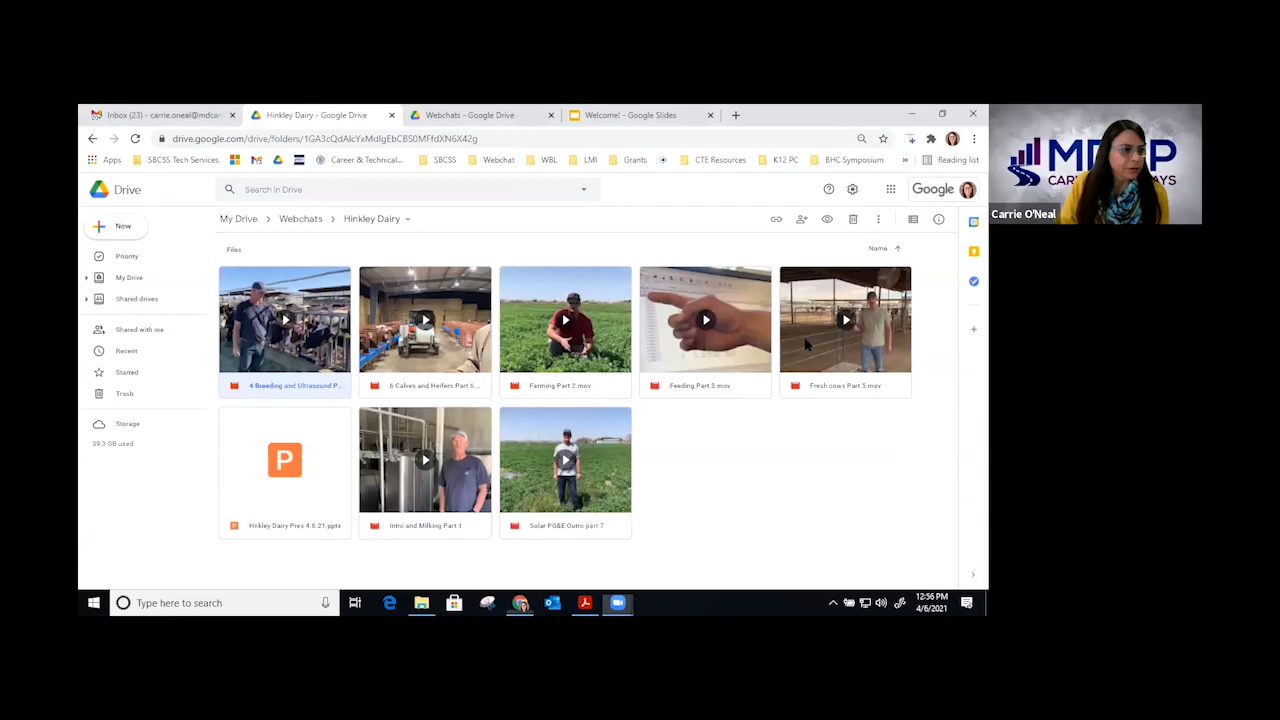 Inbox (23) - carrie.oneal@mdcar
Hinkley Dairy - Google Drive
Webchats - Google Drive
Welcome! - Google Slides
drive.google.com/drive/folders/1GA3cQdAlcYxMdlgEbCBS0MFfdXN6X42g
Apps
SBCSS Tech Services
Career & Technical...
SBCSS
Webchat
WBL
LMI
Grants
CTE Resources
K12 PC
BHC Symposium
Reading list
Drive
Search in Drive
Google
Carrie O'Neal
New
My Drive
Webchats
Hinkley Dairy
Files
Name
Priority
My Drive
Shared drives
Shared with me
Recent
Starred
Trash
Storage
39.3 GB used
4 Breeding and Ultrasound P...
6 Calves and Heifers Part 6....
Farming Part 2.mov
Feeding Part 3.mov
Fresh cows Part 5.mov
P
Hnkley Dairy Pres 4.6.21.pptx
Intro and Milking Part 1
Solar PG&E Outro part 7
Type here to search
12:56 PM
4/6/2021